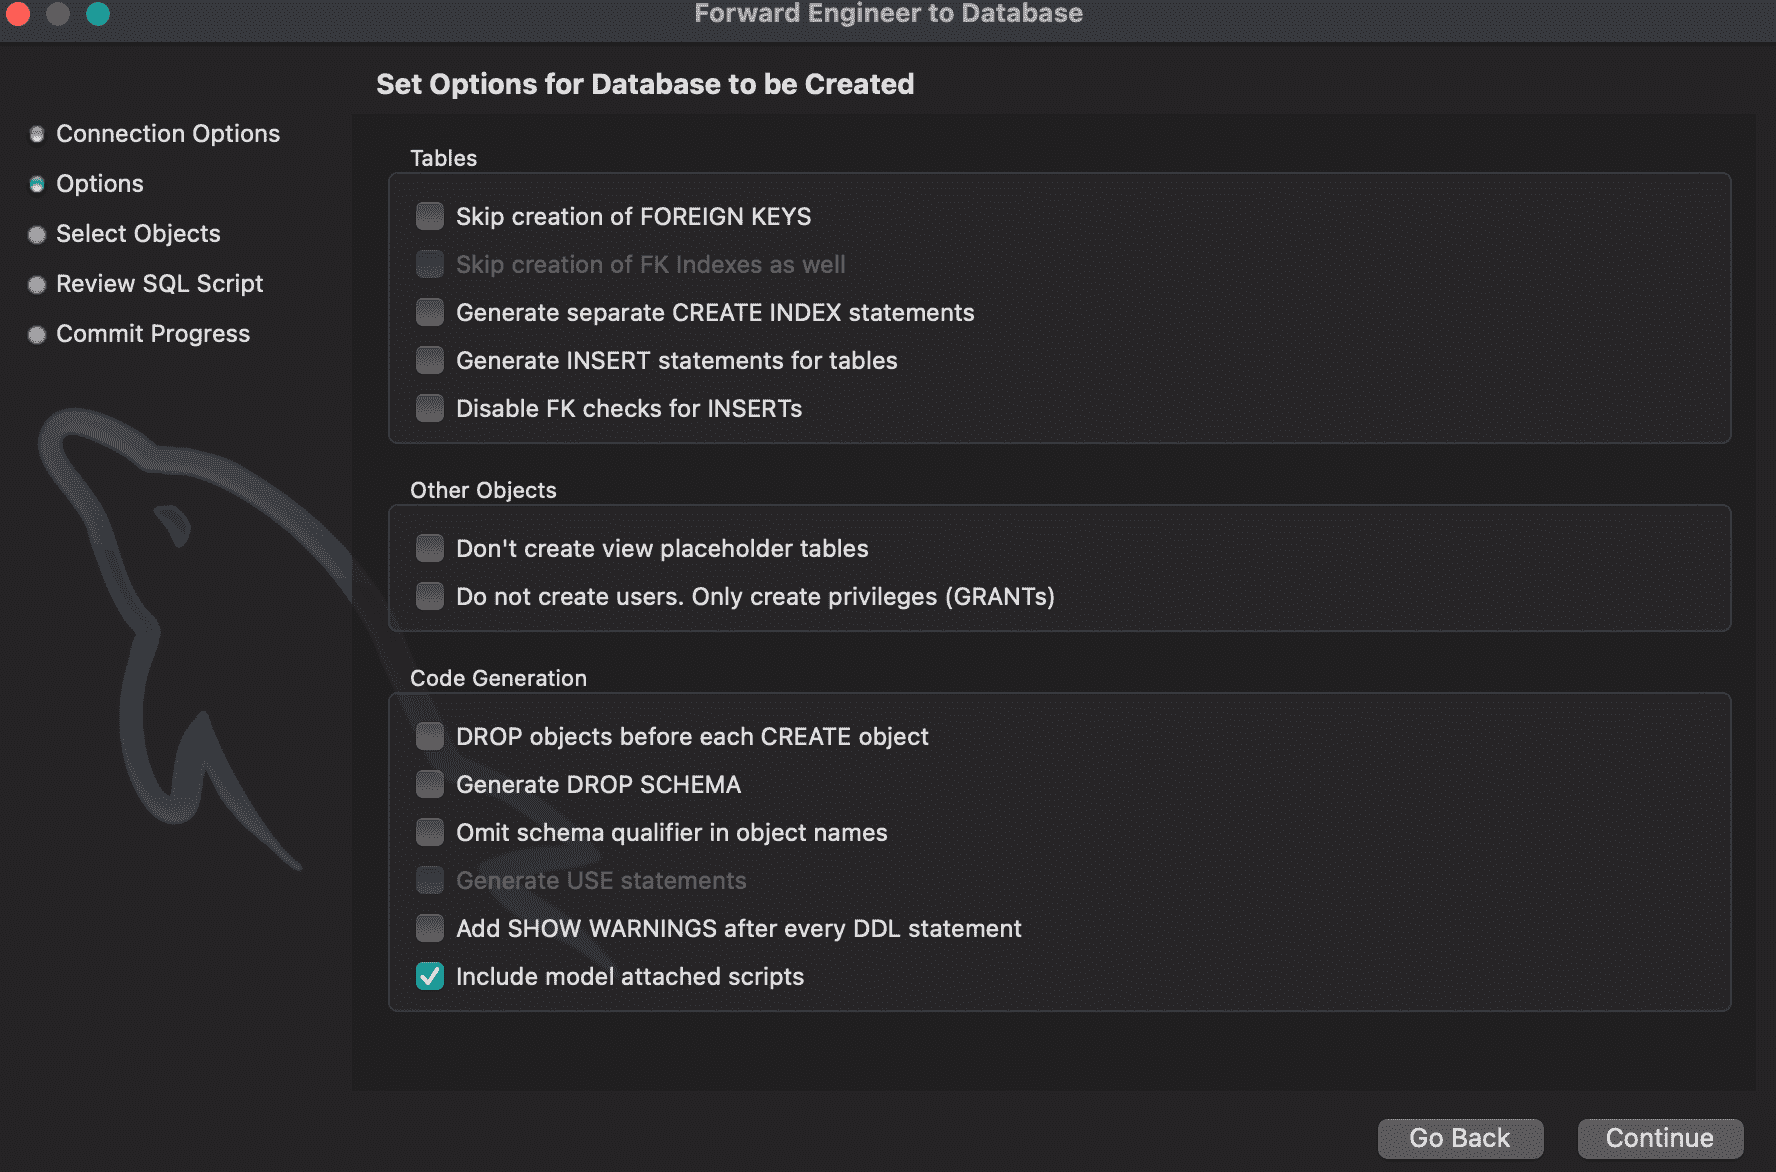 Forward Engineer to Database
Set Options for Database to be Created
Connection Options
Options
Select Objects
Review SQL Script
Commit Progress
Tables
Skip creation of FOREIGN KEYS
Skip creation of FK Indexes as well
Generate separate CREATE INDEX statements
Generate INSERT statements for tables
Disable FK checks for INSERTs
Other Objects
Don't create view placeholder tables
Do not create users. Only create privileges (GRANTs)
Code Generation
DROP objects before each CREATE object
Generate DROP SCHEMA
Omit schema qualifier in object names
Generate USE statements
Add SHOW WARNINGS after every DDL statement
Include model attached scripts
Go Back
Continue